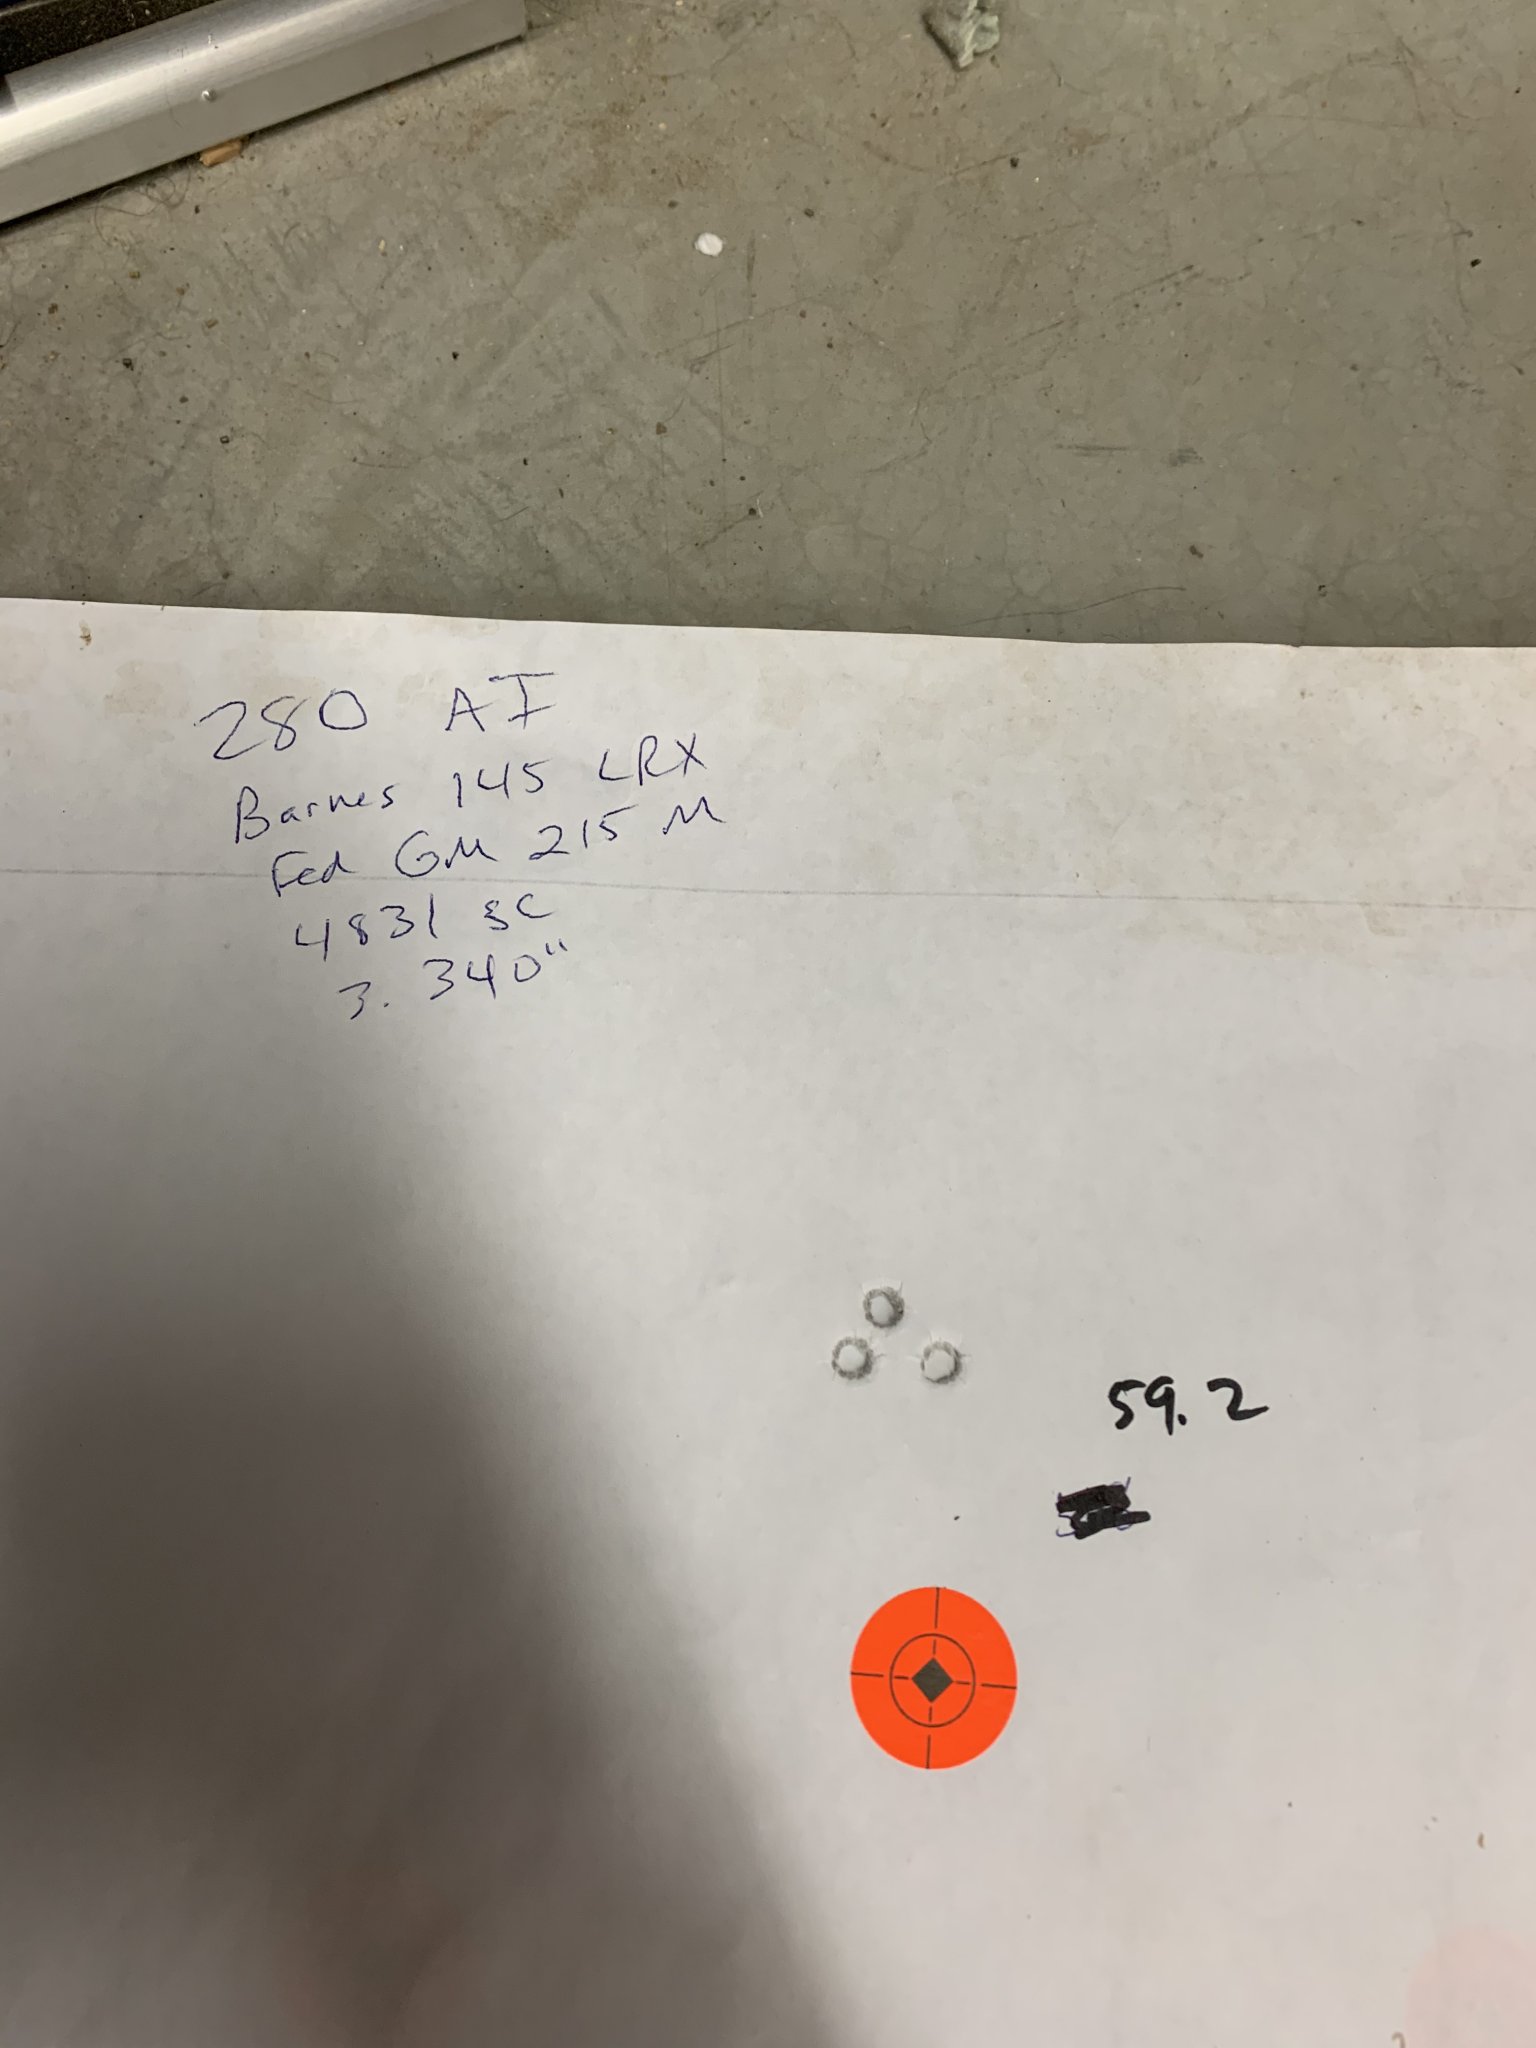 280 AI
Barnes 145 LRX
Fed GM 215 M
4831 SC
3.340"
59.2